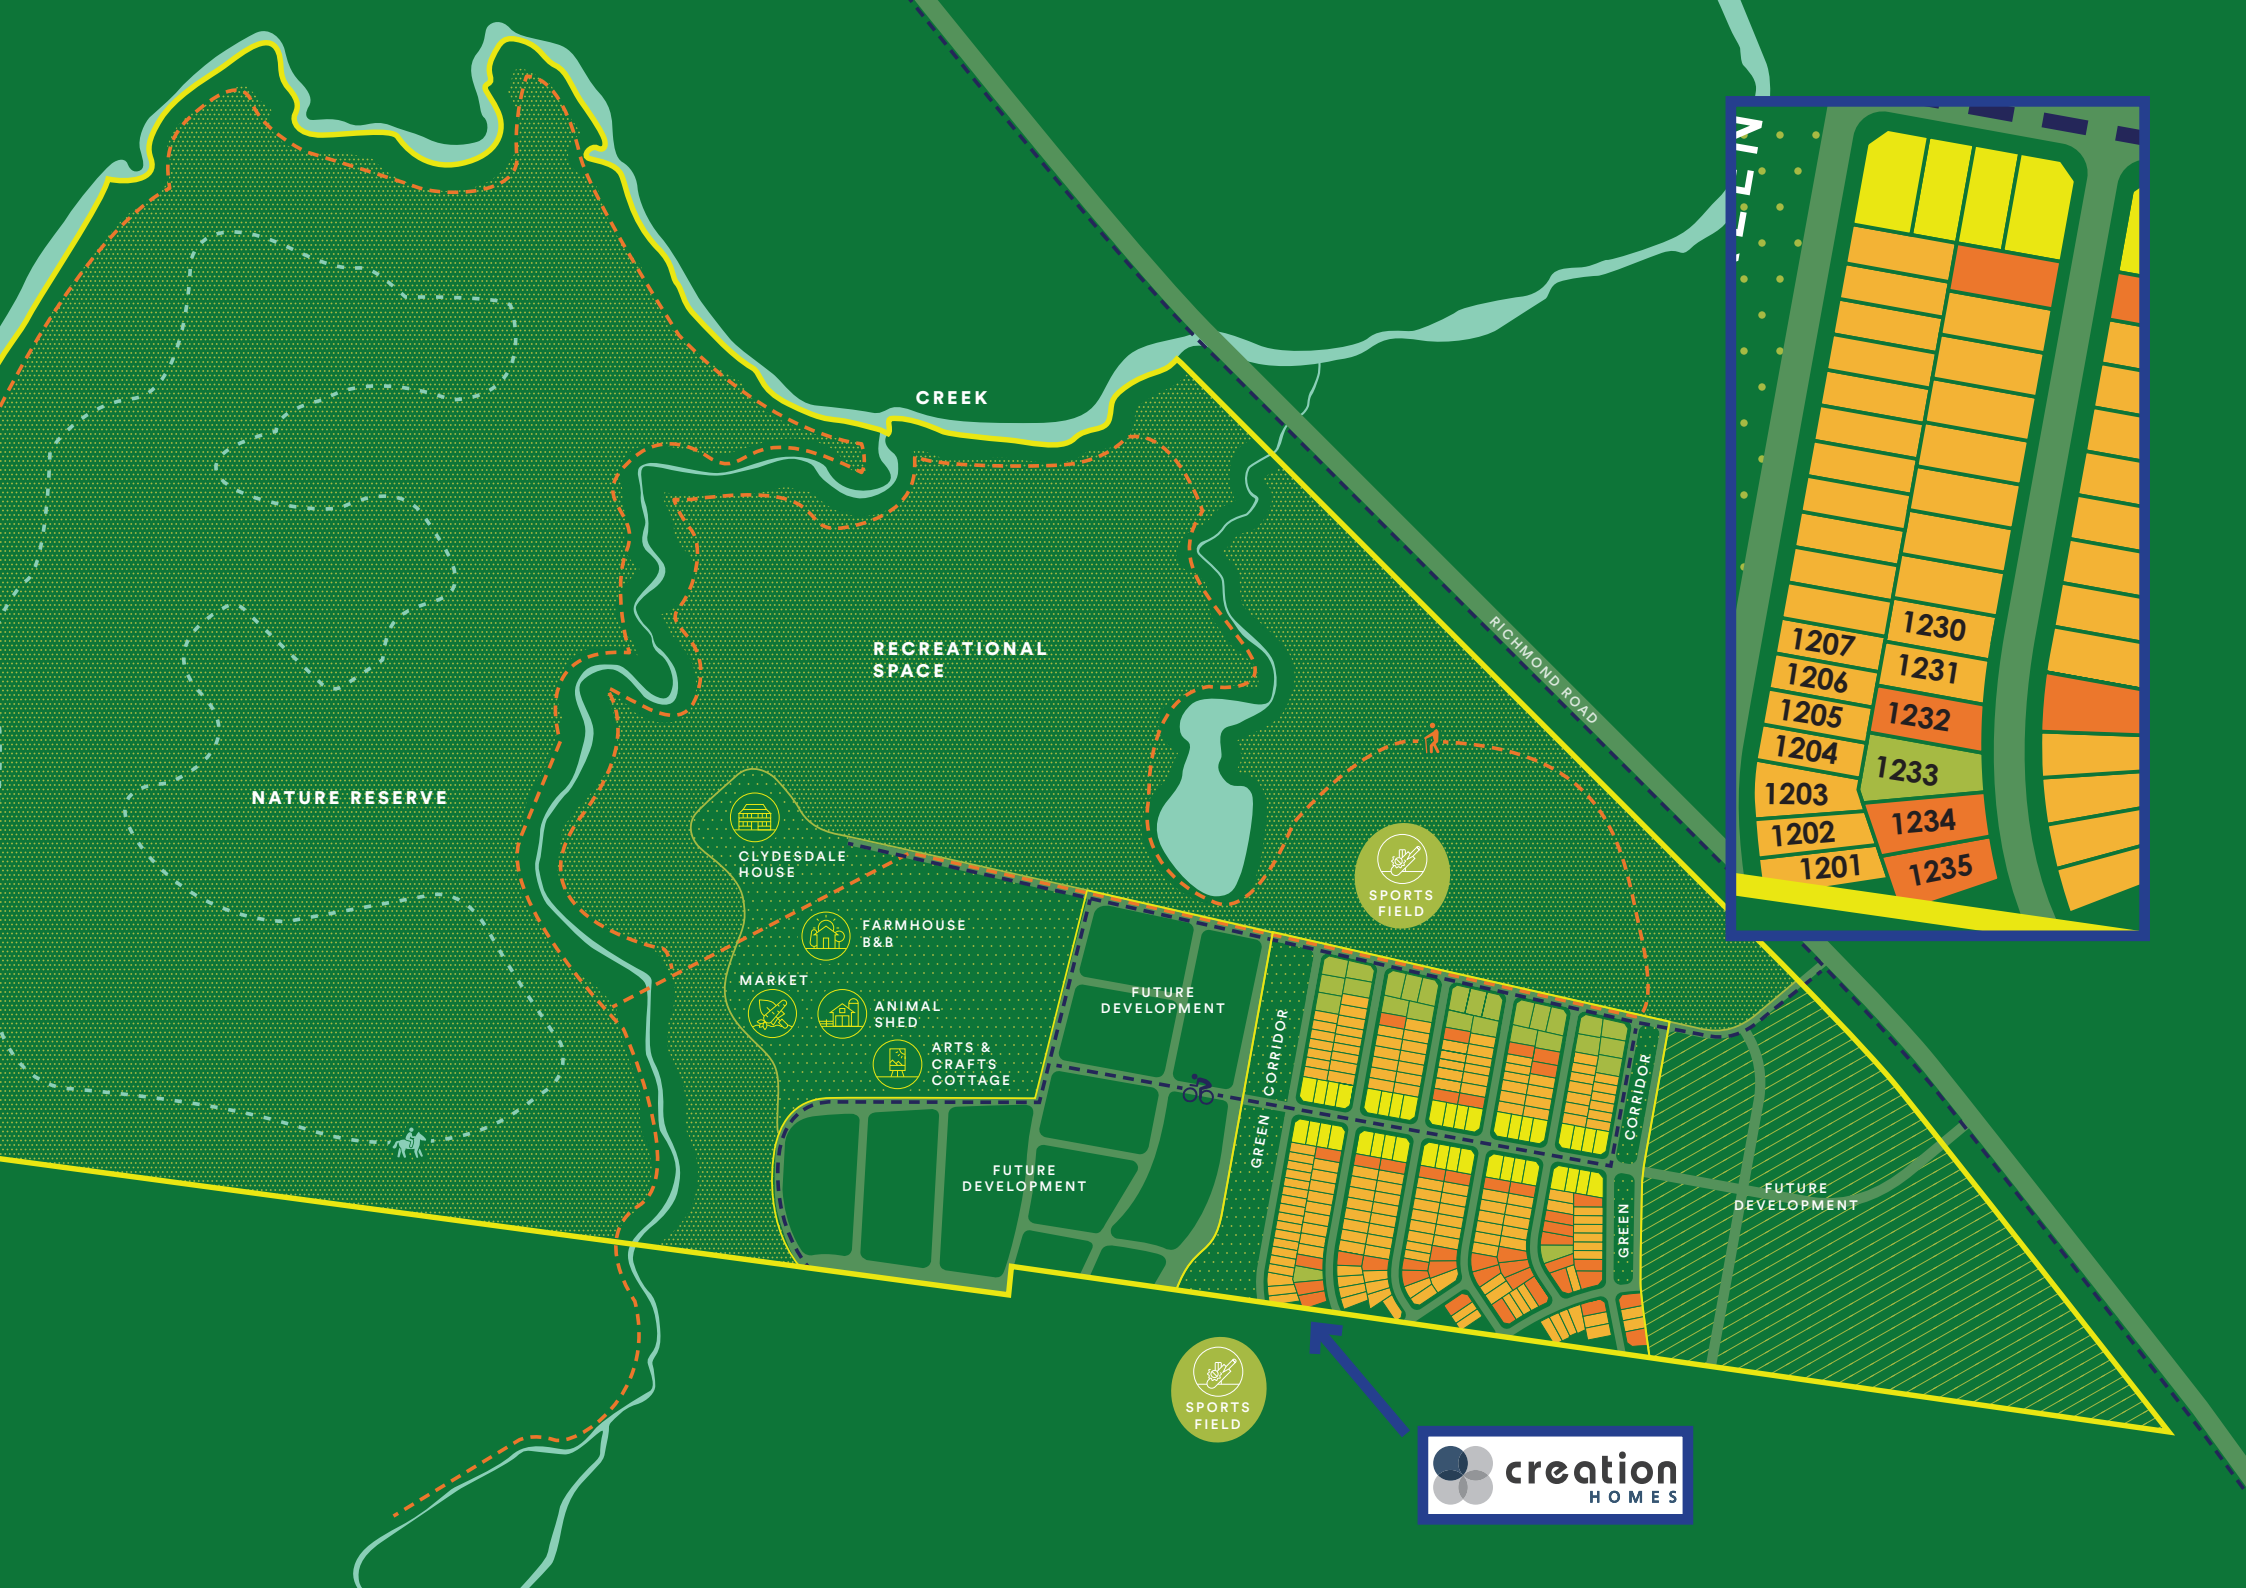 CREEK
RECREATIONAL
SPACE
NATURE RESERVE
RICHMOND ROAD
CLYDESDALE
HOUSE
FARMHOUSE
B&B
MARKET
ANIMAL
SHED
ARTS &
CRAFTS
COTTAGE
SPORTS
FIELD
FUTURE
DEVELOPMENT
FUTURE
DEVELOPMENT
GREEN CORRIDOR
GREEN CORRIDOR
FUTURE
DEVELOPMENT
SPORTS
FIELD
creation
HOMES
1207
1206
1205
1204
1203
1202
1201
1230
1231
1232
1233
1234
1235